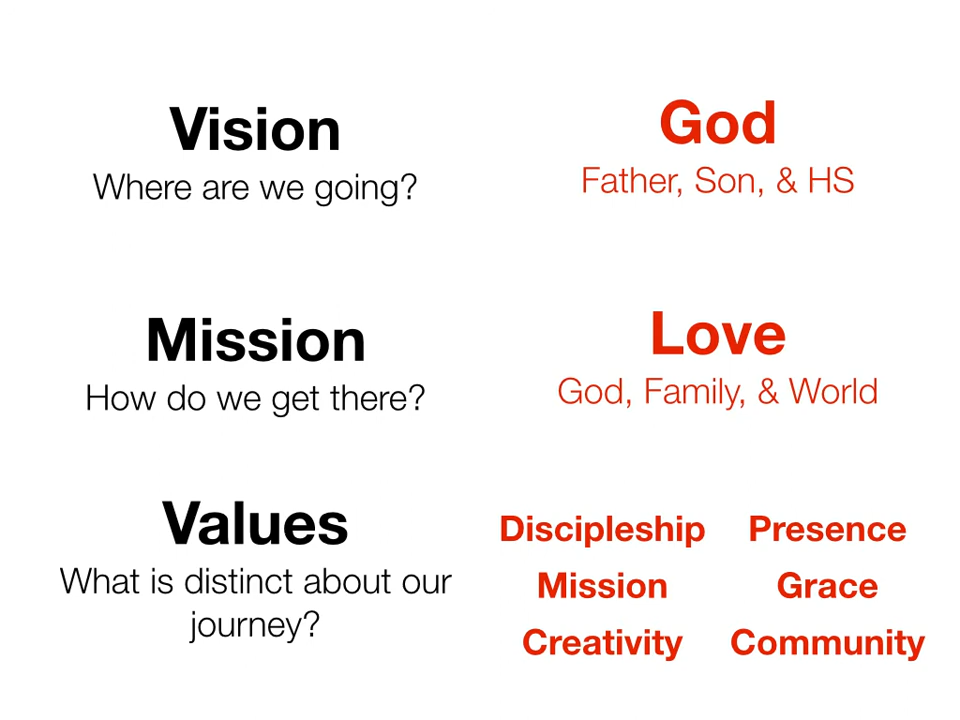 Vision
Where are we going?
God
Father, Son, & HS
Mission
How do we get there?
Love
God, Family, & World
Values
What is distinct about our
journey?
Discipleship
Presence
Mission
Grace
Creativity
Community